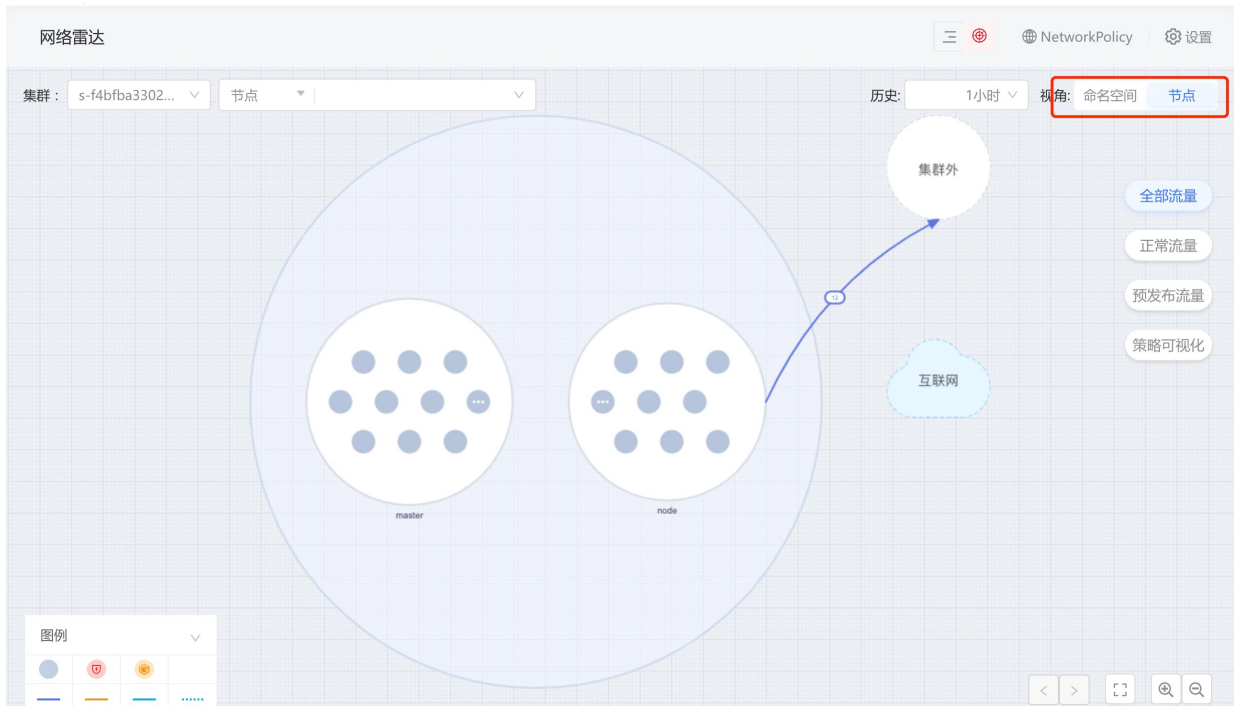 网络雷达
NetworkPolicy 设置
集群： s-f4bfba3302... 节点 历史: 1小时 视角: 命名空间 节点
集群外
全部流量
正常流量
预发布流量
12
策略可视化
互联网
master
node
图例